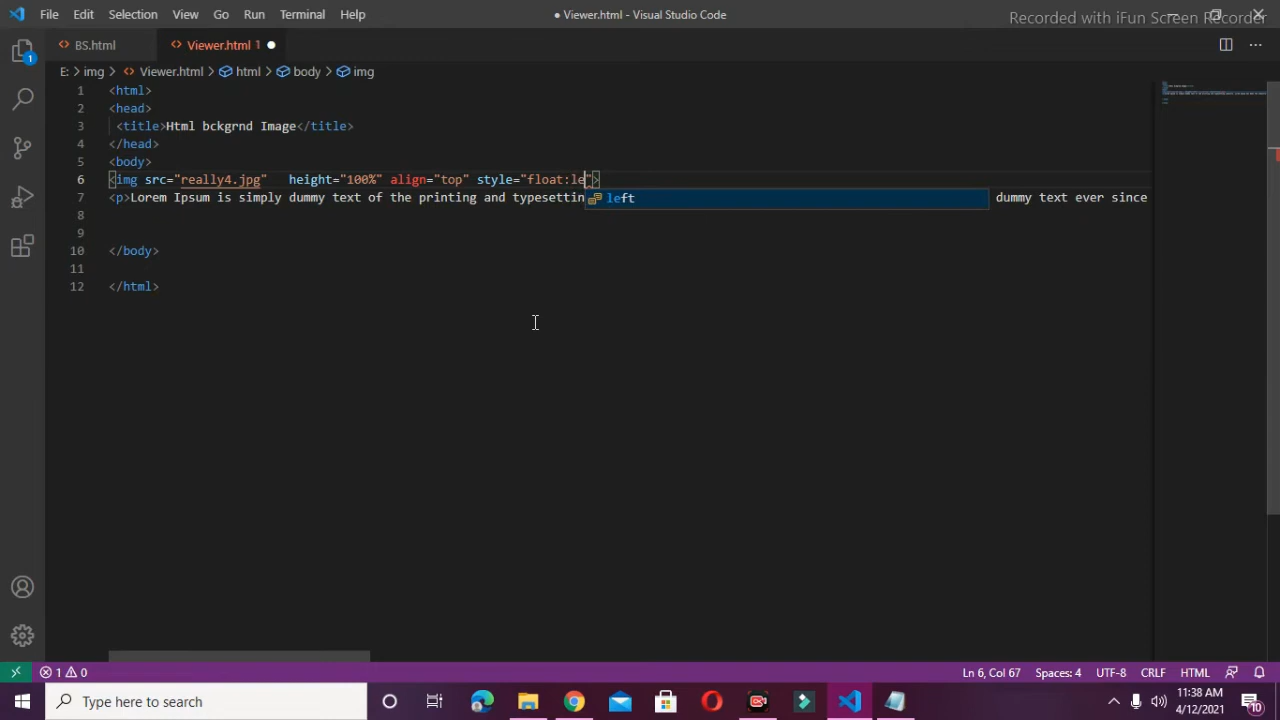 File Edit Selection View Go Run Terminal Help ● Viewer.html - Visual Studio Code
Recorded with iFun Screen Recorder
BS.html Viewer.html 1 ●
E: > img > Viewer.html > html > body > img
1 <html>
2 <head>
3 <title>Html bckgrnd Image</title>
4 </head>
5 <body>
6 <img src="really4.jpg" height="100%" align="top" style="float:le">
7 <p>Lorem Ipsum is simply dummy text of the printing and typesettin dummy text ever since
left
8
9
10 </body>
11
12 </html>
1
1 0 Ln 6, Col 67 Spaces: 4 UTF-8 CRLF HTML
Type here to search
11:38 AM
4/12/2021
10